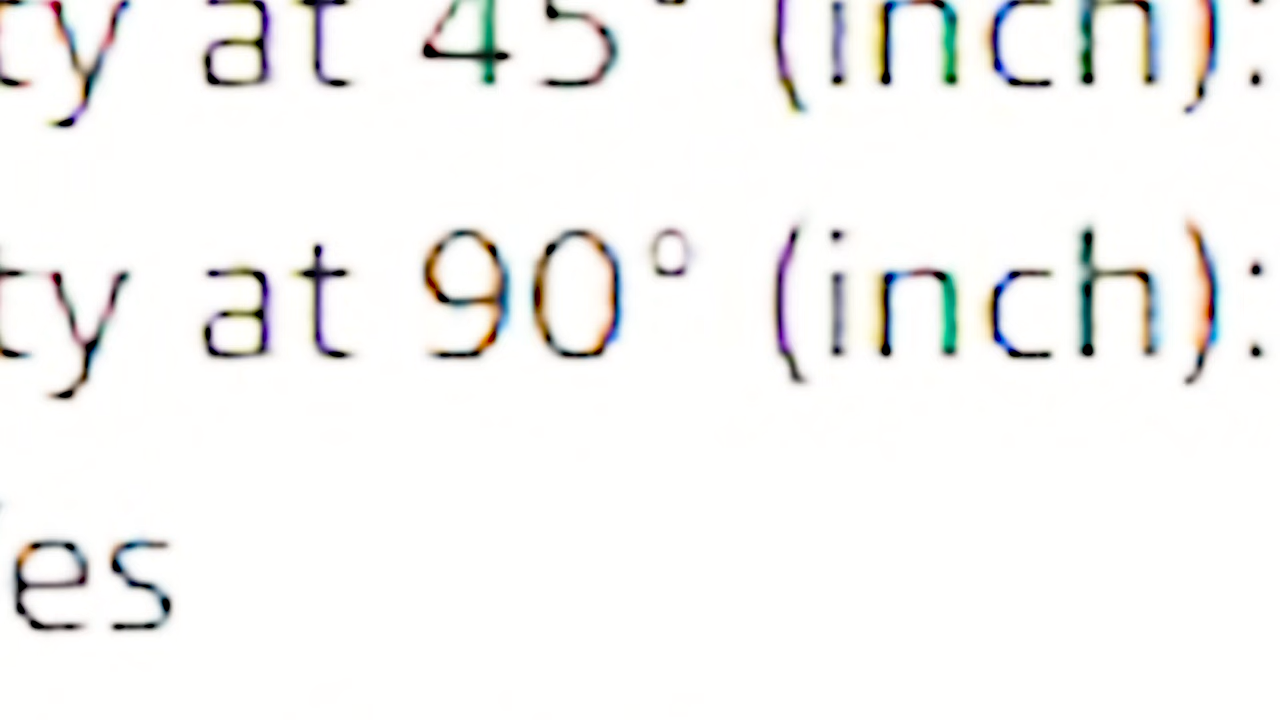 ty at 45° (inch):
ty at 90° (inch):
es